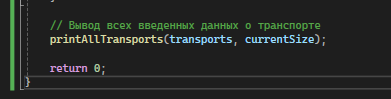 // Вывод всех введенных данных о транспорте
printAllTransports(transports, currentSize);
return 0;
}